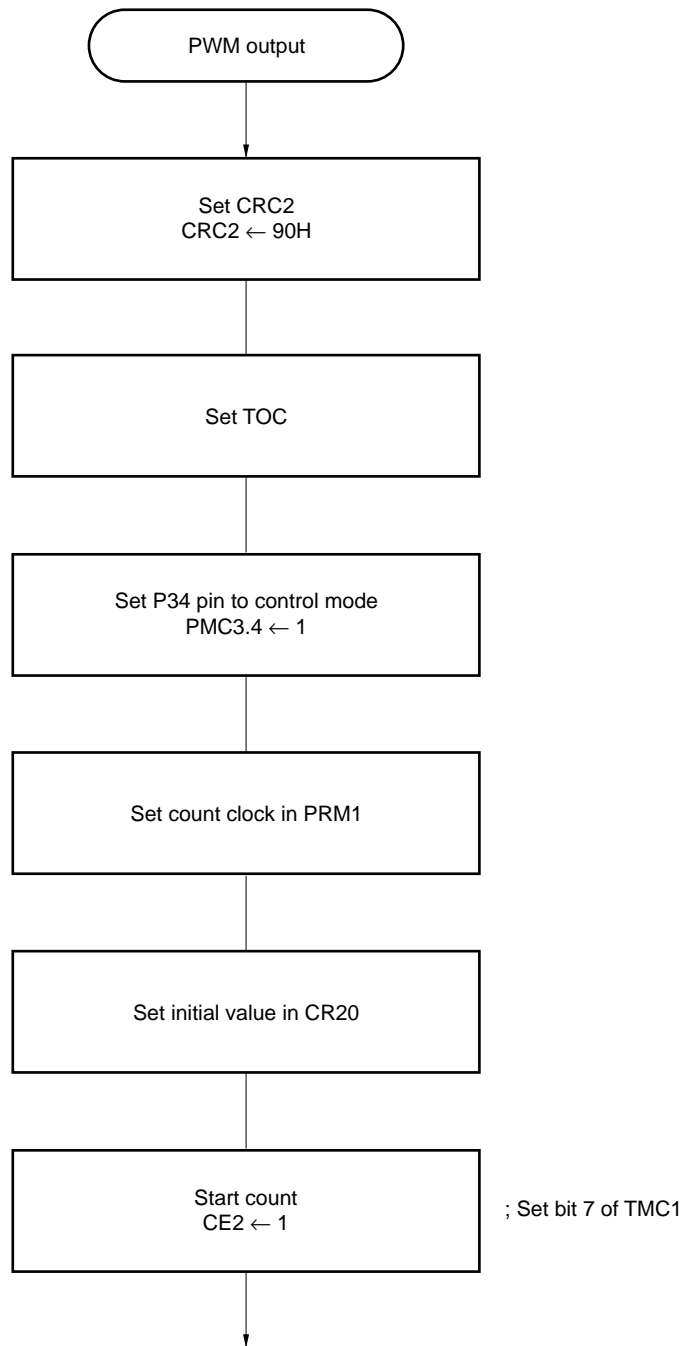 PWM output
Set CRC2
CRC2 ← 90H
Set TOC
Set P34 pin to control mode
PMC3.4 ← 1
Set count clock in PRM1
Set initial value in CR20
Start count
CE2 ← 1
; Set bit 7 of TMC1